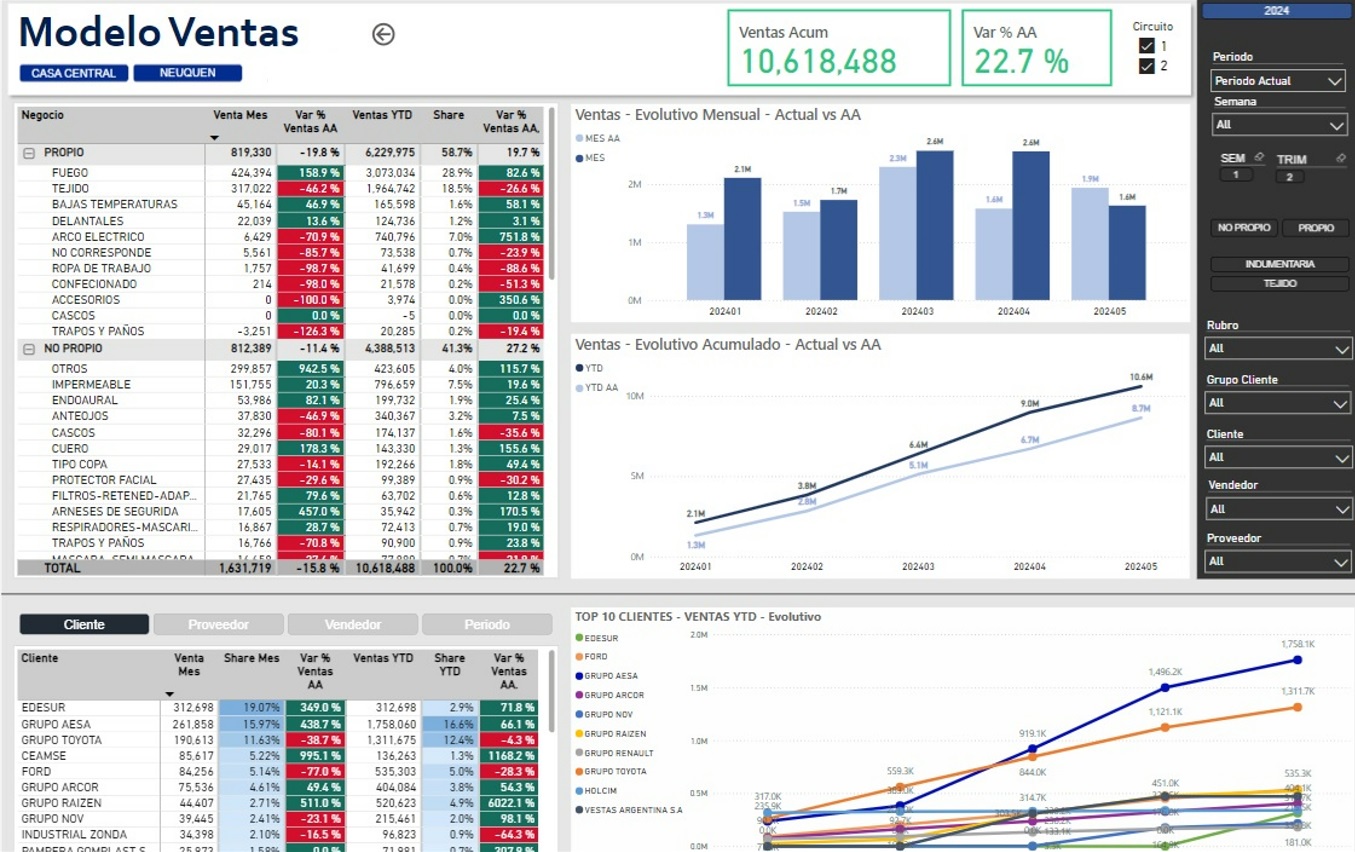 Modelo Ventas
CASA CENTRAL NEUQUEN
Ventas Acum
10,618,488
Var % AA
22.7 %
Circuito
1
2
2024
Periodo
Periodo Actual
Semana
All
SEM TRIM
1 2
NO PROPIO PROPIO
INDUMENTARIA
TEJIDO
Rubro
All
Grupo Cliente
All
Cliente
All
Vendedor
All
Proveedor
All
Negocio Venta Mes Var % Ventas AA Ventas YTD Share Var % Ventas AA.
PROPIO 819,330 -19.8 % 6,229,975 58.7% 19.7 %
FUEGO 424,394 158.9 % 3,073,034 28.9% 82.6 %
TEJIDO 317,022 -46.2 % 1,964,742 18.5% -26.6 %
BAJAS TEMPERATURAS 45,164 46.9 % 165,598 1.6% 58.1 %
DELANTALES 22,039 13.6 % 124,736 1.2% 3.1 %
ARCO ELECTRICO 6,429 -70.9 % 740,796 7.0% 751.8 %
NO CORRESPONDE 5,561 -85.7 % 73,538 0.7% -23.9 %
ROPA DE TRABAJO 1,757 -98.7 % 41,699 0.4% -88.6 %
CONFECIONADO 214 -98.0 % 21,578 0.2% -51.3 %
ACCESORIOS 0 -100.0 % 3,974 0.0% 350.6 %
CASCOS 0 0.0 % -5 0.0% 0.0 %
TRAPOS Y PAÑOS -3,251 -126.3 % 20,285 0.2% -19.4 %
NO PROPIO 812,389 -11.4 % 4,388,513 41.3% 27.2 %
OTROS 299,857 942.5 % 423,605 4.0% 115.7 %
IMPERMEABLE 151,755 20.3 % 796,659 7.5% 19.6 %
ENDOAURAL 53,986 82.1 % 199,732 1.9% 25.4 %
ANTEOJOS 37,830 -46.9 % 340,367 3.2% 7.5 %
CASCOS 32,296 -80.1 % 174,137 1.6% -35.6 %
CUERO 29,017 178.3 % 143,330 1.3% 155.6 %
TIPO COPA 27,533 -14.1 % 192,266 1.8% 49.4 %
PROTECTOR FACIAL 27,435 -29.6 % 99,389 0.9% -30.2 %
FILTROS-RETENED-ADAP... 21,765 79.6 % 63,702 0.6% 12.8 %
ARNESES DE SEGURIDA 17,605 457.0 % 35,942 0.3% 170.5 %
RESPIRADORES-MASCARI... 16,867 28.7 % 72,413 0.7% 19.0 %
TRAPOS Y PAÑOS 16,766 -70.8 % 90,900 0.9% 23.8 %
TOTAL 1,631,719 -15.8 % 10,618,488 100.0% 22.7 %
Ventas - Evolutivo Mensual - Actual vs AA
MES AA
MES
2M
1M
0M
1.3M 2.1M 1.5M 1.7M 2.3M 2.6M 1.6M 2.6M 1.9M 1.6M
202401 202402 202403 202404 202405
Ventas - Evolutivo Acumulado - Actual vs AA
YTD
YTD AA
10M
5M
0M
2.1M 3.8M 6.4M 9.0M 10.6M
1.3M 2.8M 5.1M 6.7M 8.7M
202401 202402 202403 202404 202405
Cliente Proveedor Vendedor Periodo
Cliente Venta Mes Share Mes Var % Ventas AA Ventas YTD Share YTD Var % Ventas AA.
EDESUR 312,698 19.07% 349.0 % 312,698 2.9% 71.8 %
GRUPO AESA 261,858 15.97% 438.7 % 1,758,060 16.6% 66.1 %
GRUPO TOYOTA 190,613 11.63% -38.7 % 1,311,675 12.4% -4.3 %
CEAMSE 85,617 5.22% 995.1 % 136,263 1.3% 1168.2 %
FORD 84,256 5.14% -77.0 % 535,303 5.0% -28.3 %
GRUPO ARCOR 75,536 4.61% 49.4 % 404,084 3.8% 54.3 %
GRUPO RAIZEN 44,407 2.71% 511.0 % 520,623 4.9% 6022.1 %
GRUPO NOV 39,445 2.41% -23.1 % 215,461 2.0% 98.1 %
INDUSTRIAL ZONDA 34,398 2.10% -16.5 % 96,823 0.9% -64.3 %
TOP 10 CLIENTES - VENTAS YTD - Evolutivo
EDESUR
FORD
GRUPO AESA
GRUPO ARCOR
GRUPO NOV
GRUPO RAIZEN
GRUPO RENAULT
GRUPO TOYOTA
HOLCIM
VESTAS ARGENTINA S.A
2.0M
1.5M
1.0M
0.5M
0.0M
317.0K
235.9K
0.0K
559.3K
919.1K
844.0K
314.7K
1,496.2K
1,121.1K
451.0K
1,758.1K
1,311.7K
535.3K
181.0K